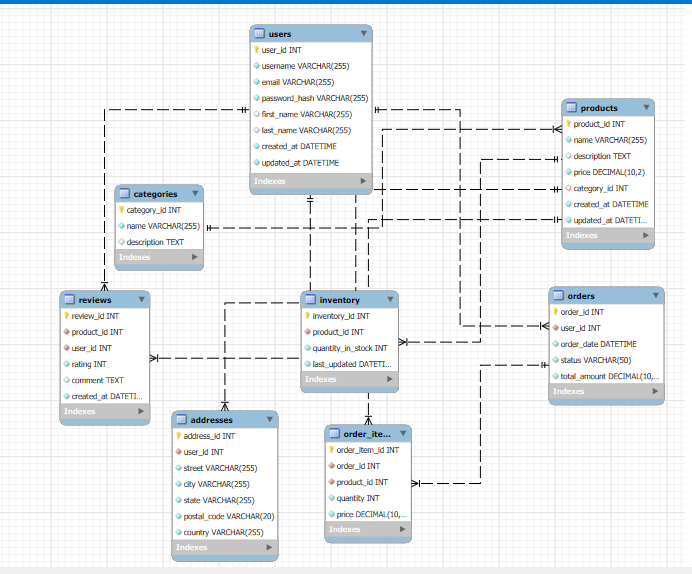 users
user_id INT
username VARCHAR(255)
email VARCHAR(255)
password_hash VARCHAR(255)
first_name VARCHAR(255)
last_name VARCHAR(255)
created_at DATETIME
updated_at DATETIME
Indexes
products
product_id INT
name VARCHAR(255)
description TEXT
price DECIMAL(10,2)
category_id INT
created_at DATETIME
updated_at DATETI...
Indexes
categories
category_id INT
name VARCHAR(255)
description TEXT
Indexes
reviews
review_id INT
product_id INT
user_id INT
rating INT
comment TEXT
created_at DATETI...
Indexes
inventory
inventory_id INT
product_id INT
quantity_in_stock INT
last_updated DATETI...
Indexes
orders
order_id INT
user_id INT
order_date DATETIME
status VARCHAR(50)
total_amount DECIMAL(10,...
Indexes
addresses
address_id INT
user_id INT
street VARCHAR(255)
city VARCHAR(255)
state VARCHAR(255)
postal_code VARCHAR(20)
country VARCHAR(255)
Indexes
order_ite...
order_item_id INT
order_id INT
product_id INT
quantity INT
price DECIMAL(10,...
Indexes